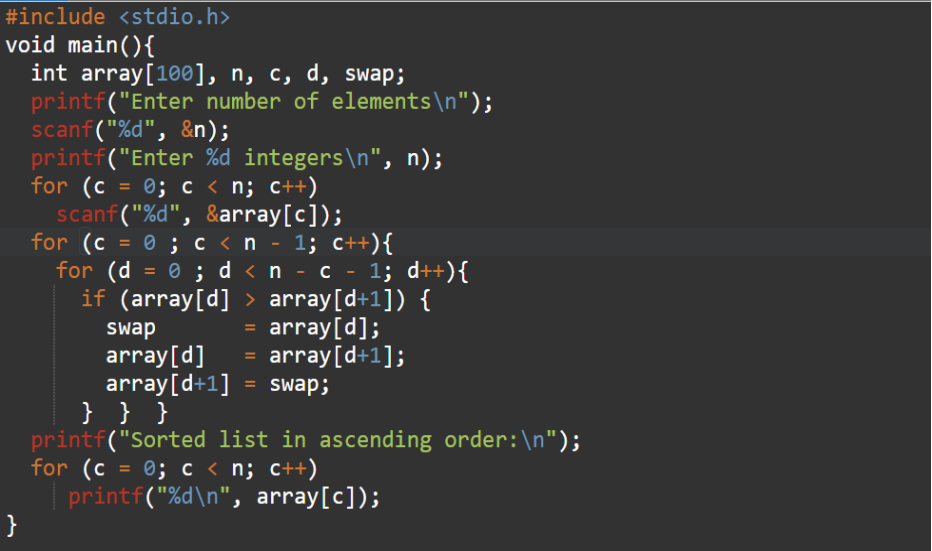 #include <stdio.h>
void main(){
  int array[100], n, c, d, swap;
  printf("Enter number of elements\n");
  scanf("%d", &n);
  printf("Enter %d integers\n", n);
  for (c = 0; c < n; c++)
    scanf("%d", &array[c]);
  for (c = 0 ; c < n - 1; c++){
    for (d = 0 ; d < n - c - 1; d++){
      if (array[d] > array[d+1]) {
        swap       = array[d];
        array[d]   = array[d+1];
        array[d+1] = swap;
      }  }  }
  printf("Sorted list in ascending order:\n");
  for (c = 0; c < n; c++)
     printf("%d\n", array[c]);
}